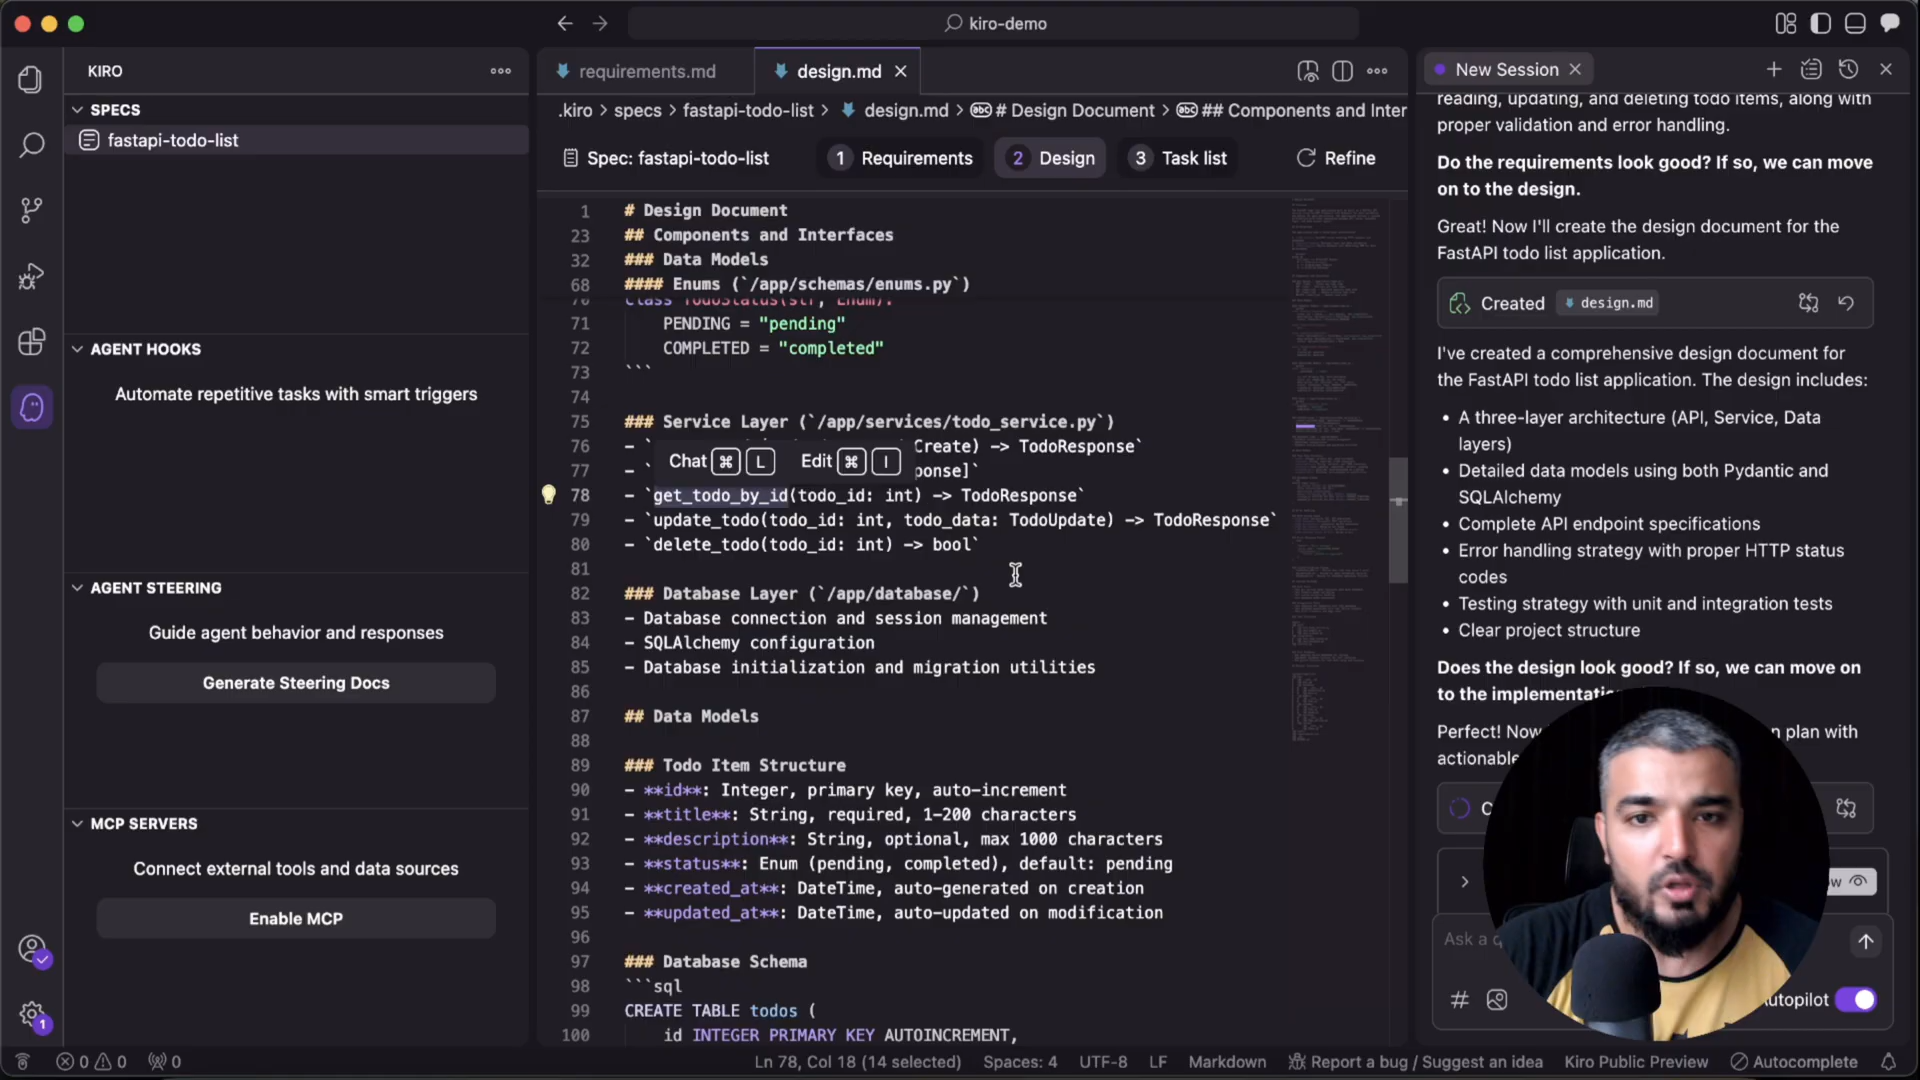 kiro-demo
KIRO
SPECS
fastapi-todo-list
AGENT HOOKS
Automate repetitive tasks with smart triggers
AGENT STEERING
Guide agent behavior and responses
Generate Steering Docs
MCP SERVERS
Connect external tools and data sources
Enable MCP
1
requirements.md
design.md
.kiro > specs > fastapi-todo-list > design.md > # Design Document > ## Components and Inter
Spec: fastapi-todo-list
1 Requirements
2 Design
3 Task list
Refine
1 # Design Document
23 ## Components and Interfaces
32 ### Data Models
68 #### Enums (`/app/schemas/enums.py`)
70 class TodoStatus(str, Enum):
71 PENDING = "pending"
72 COMPLETED = "completed"
73 ```
74
75 ### Service Layer (`/app/services/todo_service.py`)
76 - ` Create) -> TodoResponse`
Chat ⌘ L Edit ⌘ I
77 - ` ponse]`
78 - `get_todo_by_id(todo_id: int) -> TodoResponse`
79 - `update_todo(todo_id: int, todo_data: TodoUpdate) -> TodoResponse`
80 - `delete_todo(todo_id: int) -> bool`
81
82 ### Database Layer (`/app/database/`)
83 - Database connection and session management
84 - SQLAlchemy configuration
85 - Database initialization and migration utilities
86
87 ## Data Models
88
89 ### Todo Item Structure
90 - **id**: Integer, primary key, auto-increment
91 - **title**: String, required, 1-200 characters
92 - **description**: String, optional, max 1000 characters
93 - **status**: Enum (pending, completed), default: pending
94 - **created_at**: DateTime, auto-generated on creation
95 - **updated_at**: DateTime, auto-updated on modification
96
97 ### Database Schema
98 ```sql
99 CREATE TABLE todos (
100 id INTEGER PRIMARY KEY AUTOINCREMENT,
New Session
reading, updating, and deleting todo items, along with
proper validation and error handling.
Do the requirements look good? If so, we can move
on to the design.
Great! Now I'll create the design document for the
FastAPI todo list application.
Created design.md
I've created a comprehensive design document for
the FastAPI todo list application. The design includes:
• A three-layer architecture (API, Service, Data
layers)
• Detailed data models using both Pydantic and
SQLAlchemy
• Complete API endpoint specifications
• Error handling strategy with proper HTTP status
codes
• Testing strategy with unit and integration tests
• Clear project structure
Does the design look good? If so, we can move on
to the implementatio
Perfect! Now n plan with
actionable
Ask a
Autopilot
0 0 0
Ln 78, Col 18 (14 selected) Spaces: 4 UTF-8 LF Markdown Report a bug / Suggest an idea Kiro Public Preview Autocomplete